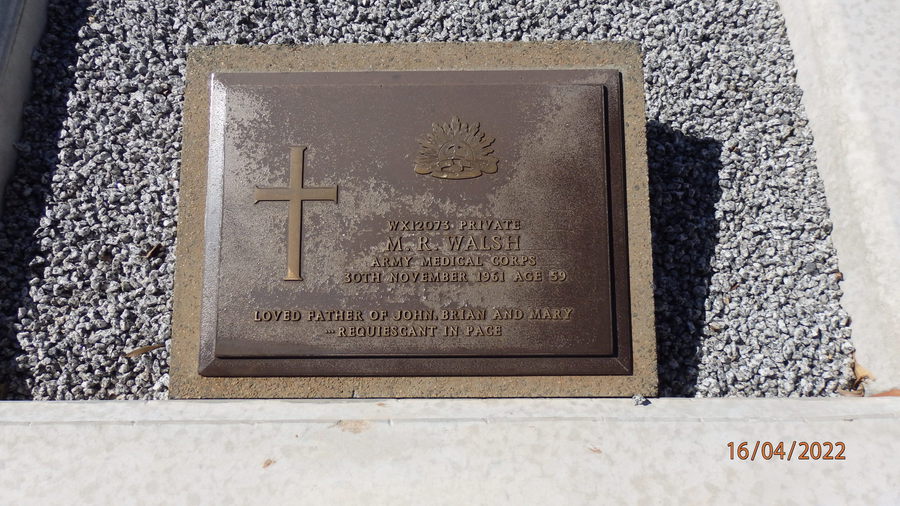 WX12073 PRIVATE
M. R. WALSH
ARMY MEDICAL CORPS
30TH NOVEMBER 1961 AGE 59
LOVED FATHER OF JOHN, BRIAN AND MARY
REQUIESCANT IN PACE
16/04/2022